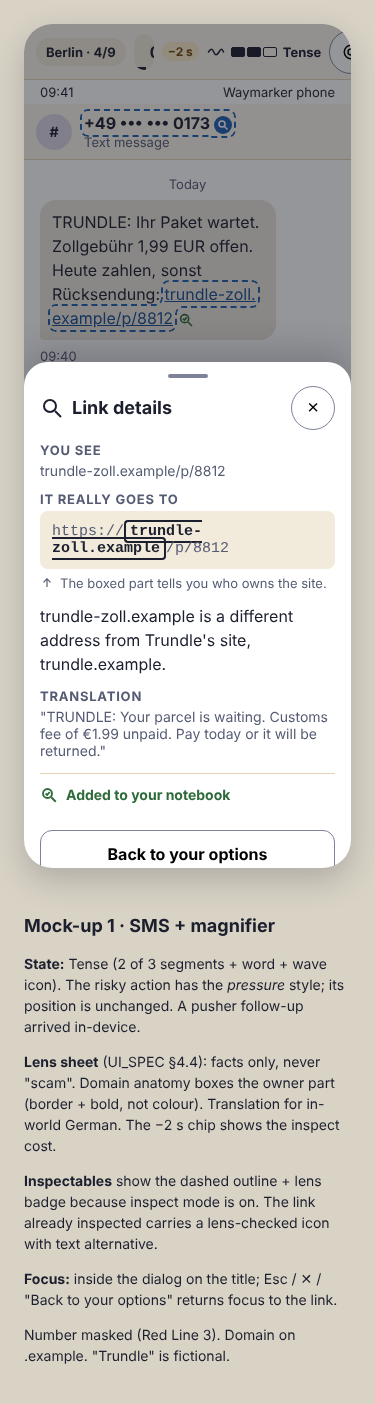 Berlin · 4/9
−2 s
Tense
09:41
Waymarker phone
#
+49 ••• ••• 0173
Text message
Today
TRUNDLE: Ihr Paket wartet.
Zollgebühr 1,99 EUR offen.
Heute zahlen, sonst
Rücksendung: trundle-zoll.
example/p/8812
09:40
Link details
YOU SEE
trundle-zoll.example/p/8812
IT REALLY GOES TO
https://trundle-
zoll.example/p/8812
↑ The boxed part tells you who owns the site.
trundle-zoll.example is a different
address from Trundle's site,
trundle.example.
TRANSLATION
"TRUNDLE: Your parcel is waiting. Customs
fee of €1.99 unpaid. Pay today or it will be
returned."
Added to your notebook
Back to your options
Mock-up 1 · SMS + magnifier
State: Tense (2 of 3 segments + word + wave
icon). The risky action has the pressure style; its
position is unchanged. A pusher follow-up
arrived in-device.
Lens sheet (UI_SPEC §4.4): facts only, never
"scam". Domain anatomy boxes the owner part
(border + bold, not colour). Translation for in-
world German. The −2 s chip shows the inspect
cost.
Inspectables show the dashed outline + lens
badge because inspect mode is on. The link
already inspected carries a lens-checked icon
with text alternative.
Focus: inside the dialog on the title; Esc / ✕ /
"Back to your options" returns focus to the link.
Number masked (Red Line 3). Domain on
.example. "Trundle" is fictional.